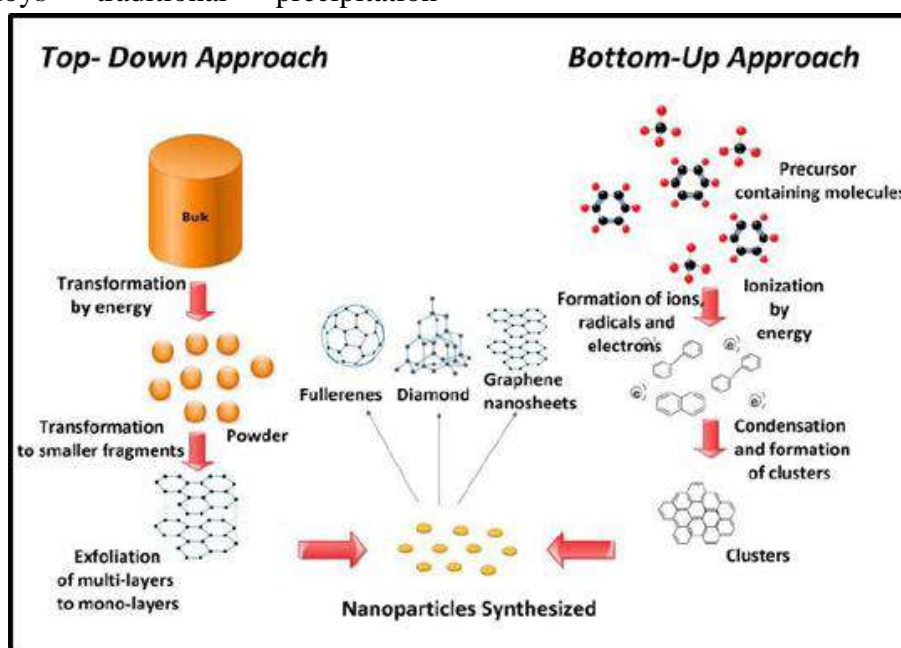 traditional precipitation
Top- Down Approach
Bottom-Up Approach
Bulk
Transformation
by energy
Powder
Transformation
to smaller fragments
Exfoliation
of multi-layers
to mono-layers
Fullerenes
Diamond
Graphene
nanosheets
Nanoparticles Synthesized
Precursor
containing molecules
Formation of ions,
radicals and
electrons
Ionization
by
energy
Condensation
and formation
of clusters
Clusters